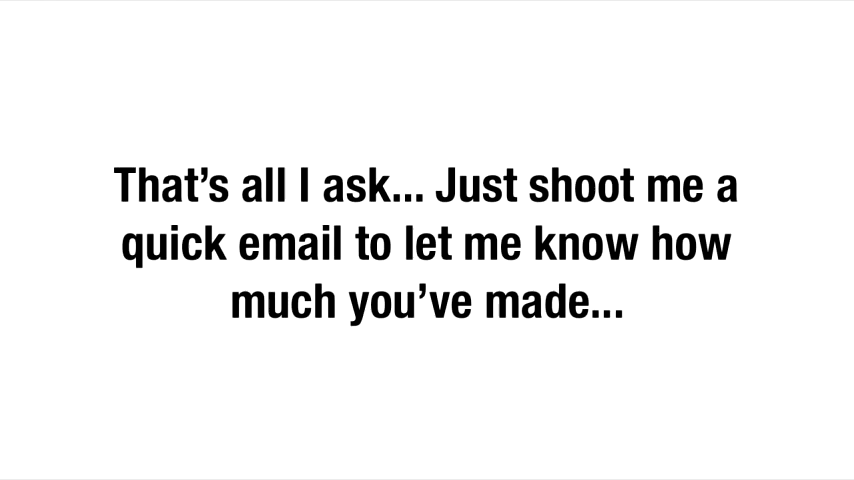 That’s all I ask... Just shoot me a
quick email to let me know how
much you’ve made...